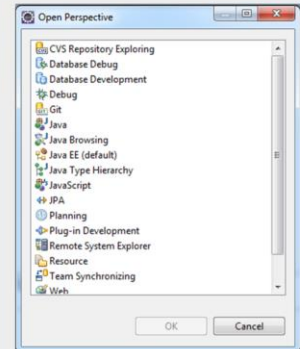 Open Perspective
CVS Repository Exploring
Database Debug
Database Development
Debug
Git
Java
Java Browsing
Java EE (default)
Java Type Hierarchy
JavaScript
JPA
Planning
Plug-in Development
Remote System Explorer
Resource
Team Synchronizing
Web
OK
Cancel